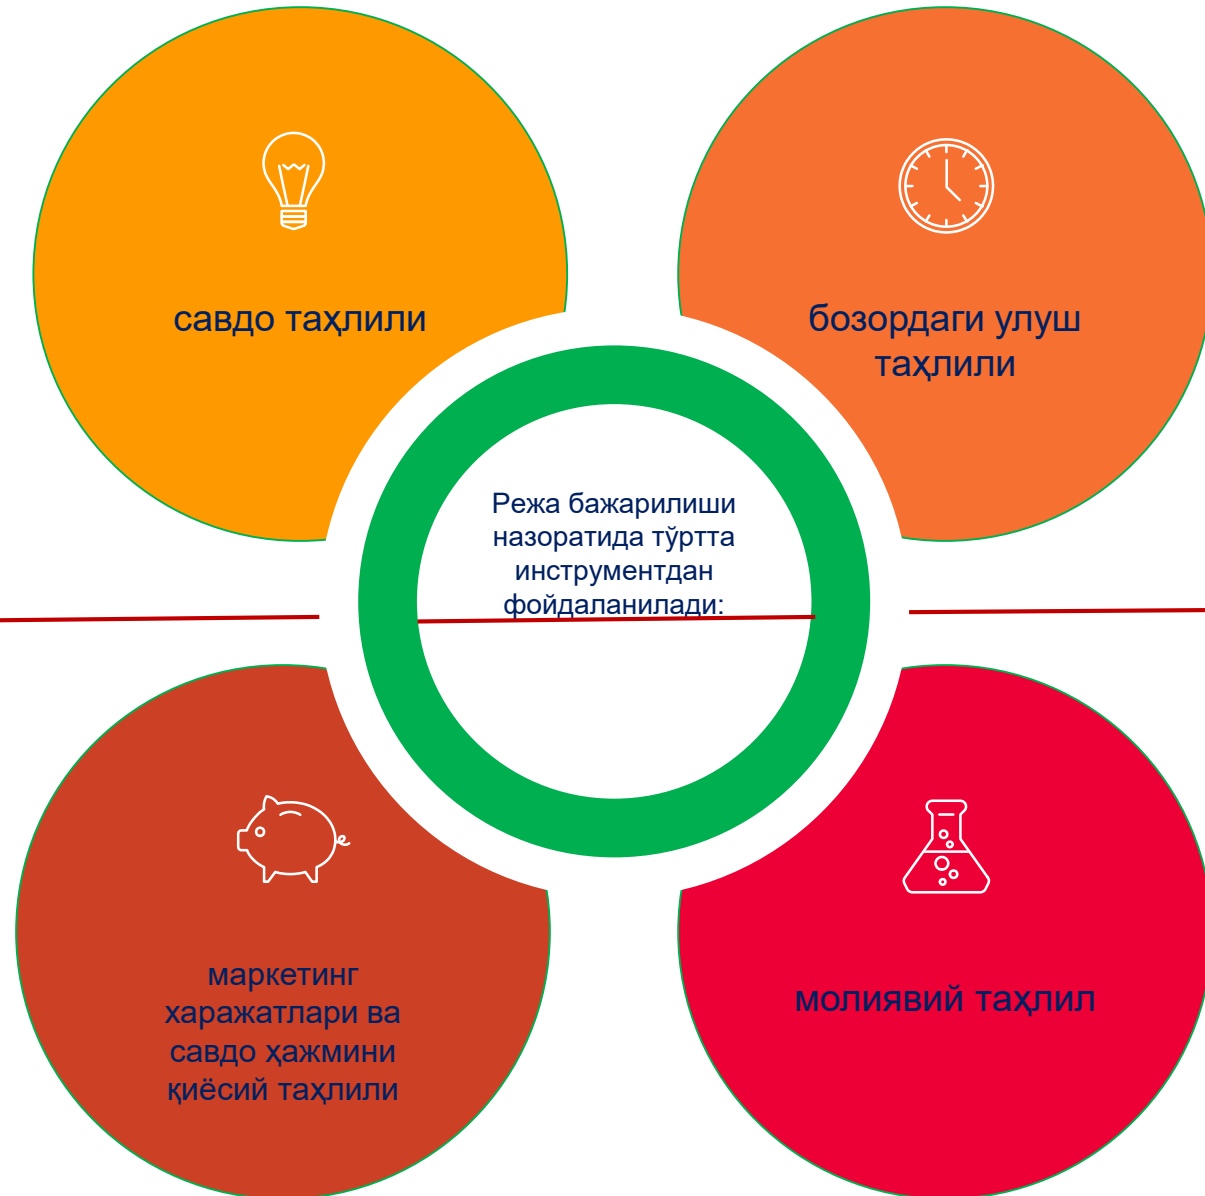 савдо таҳлили
бозордаги улуш
таҳлили
Режа бажарилиши
назоратида тўртта
инструментдан
фойдаланилади:
маркетинг
харажатлари ва
савдо ҳажмини
қиёсий таҳлили
молиявий таҳлил